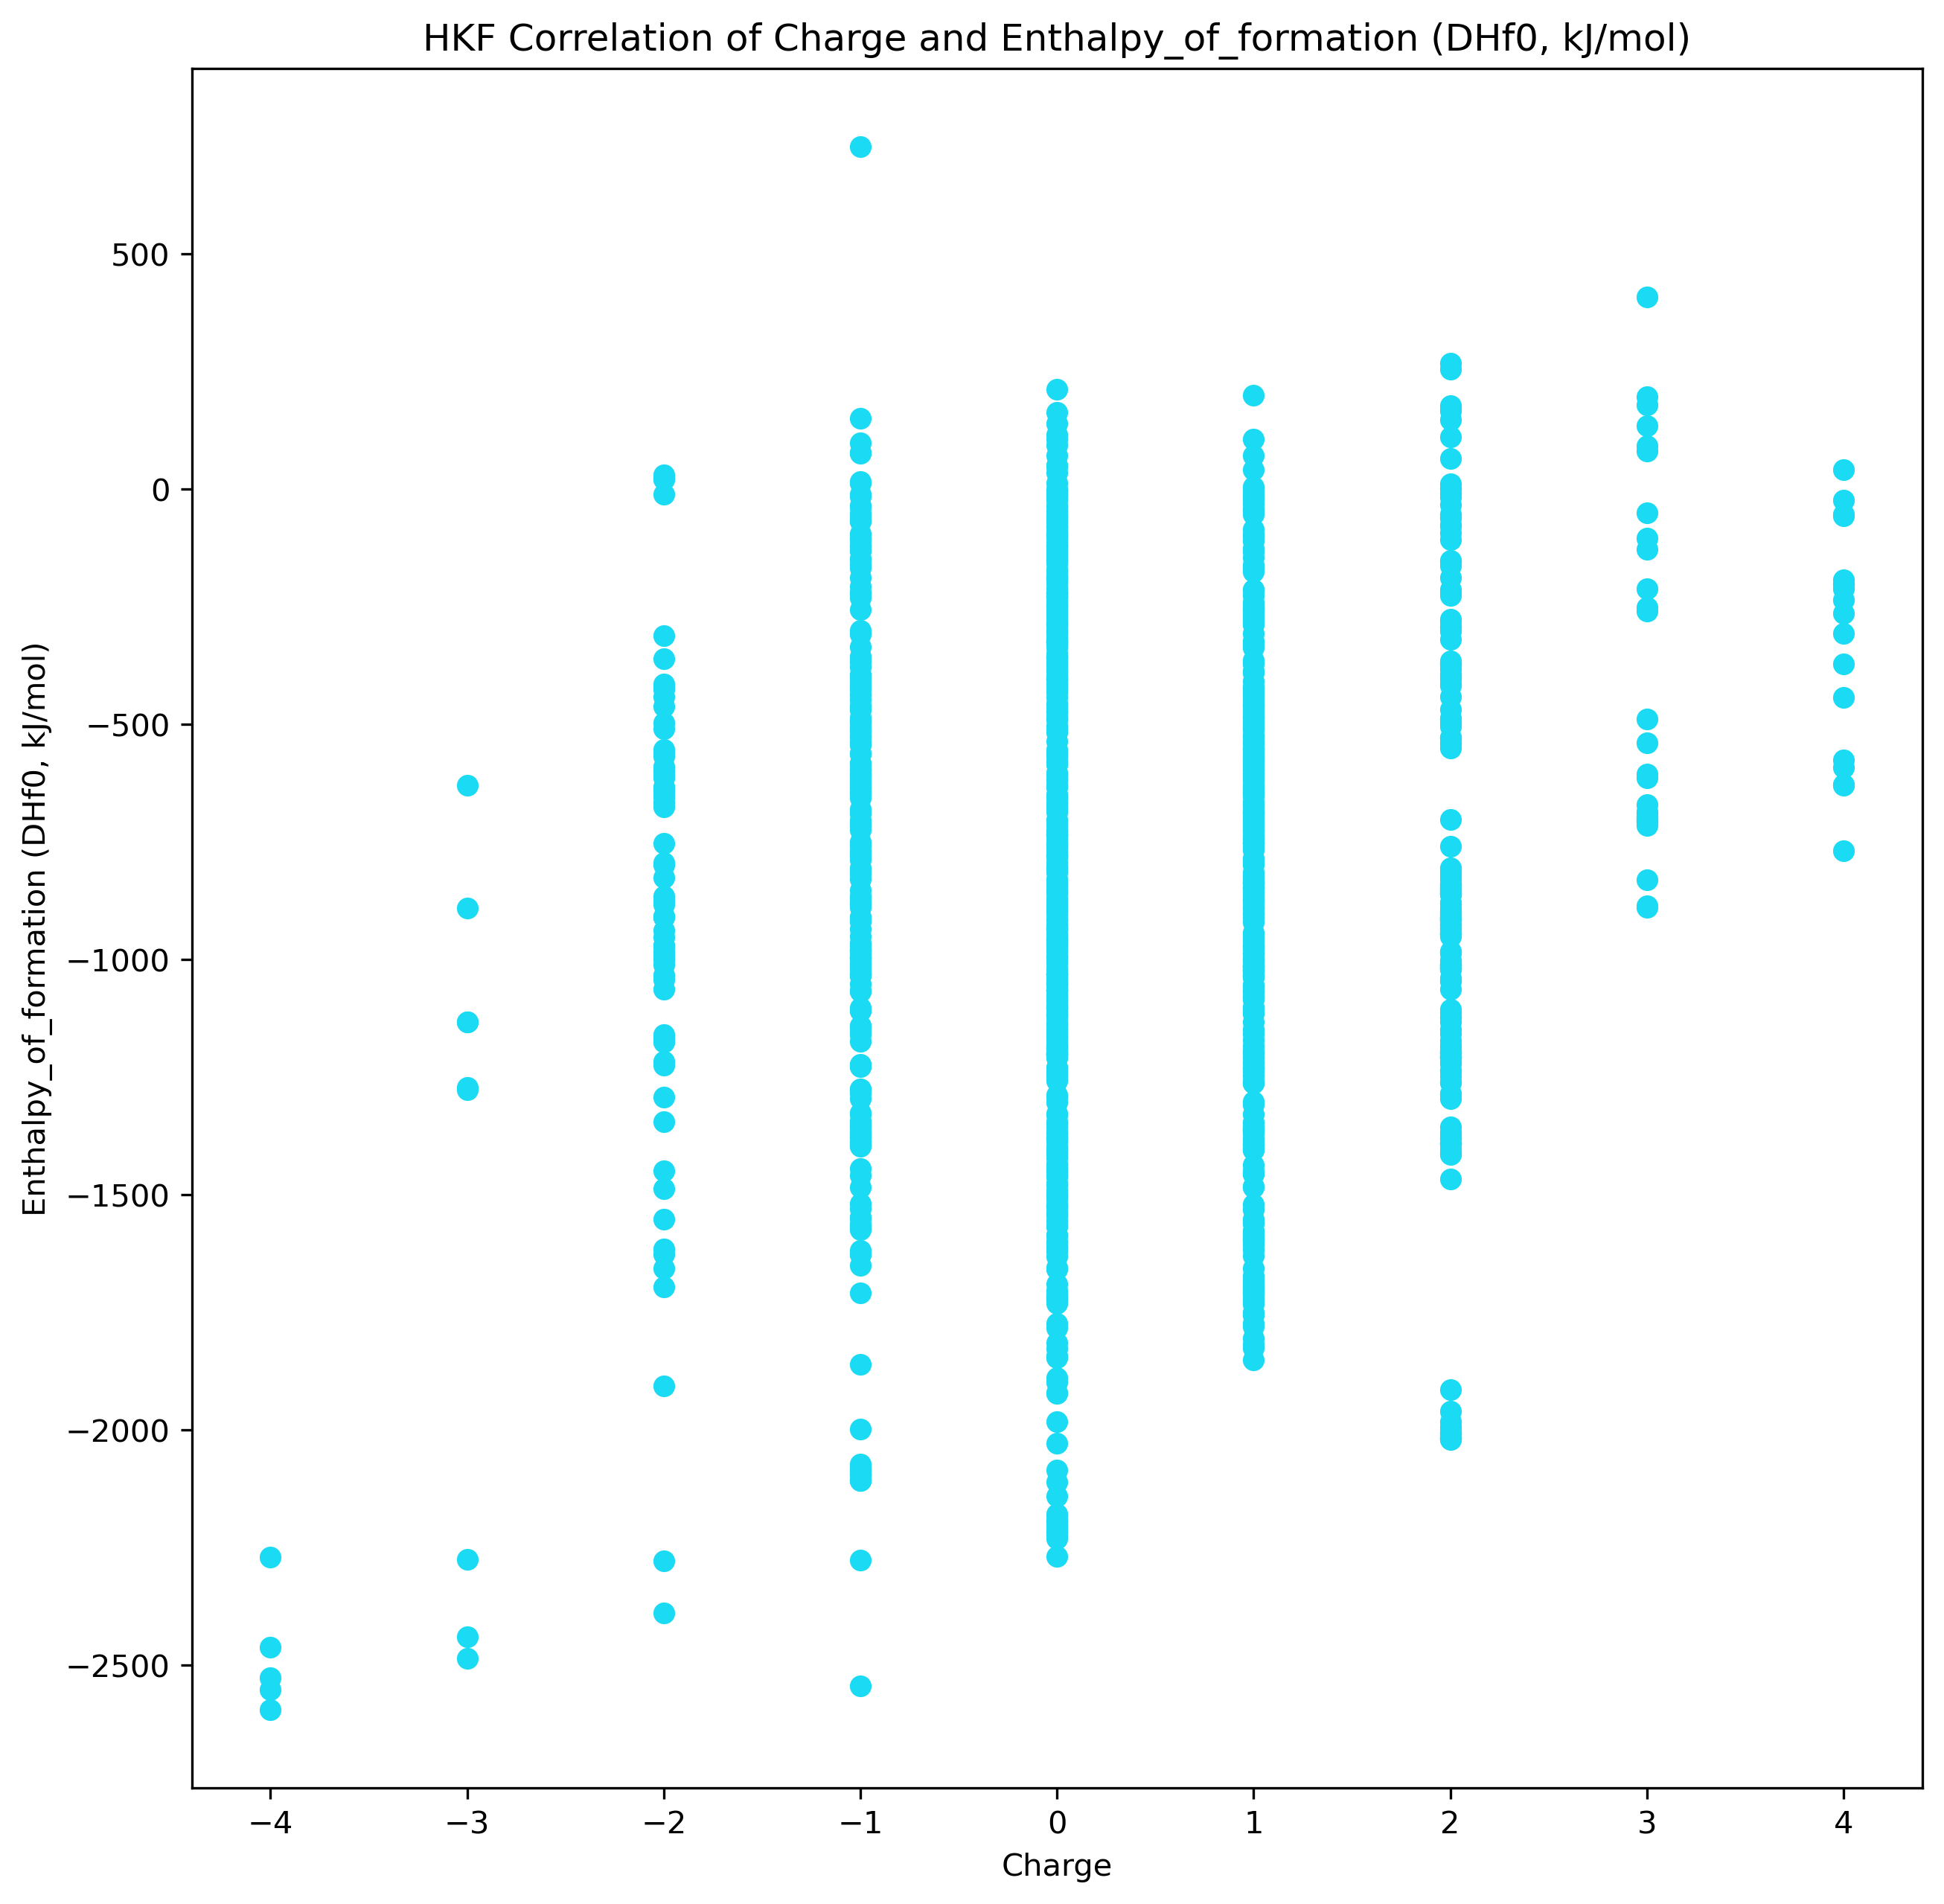 HKF Correlation of Charge and Enthalpy_of_formation (DHf0, kJ/mol)
Enthalpy_of_formation (DHf0, kJ/mol)
500
0
−500
−1000
−1500
−2000
−2500
−4 −3 −2 −1 0 1 2 3 4
Charge